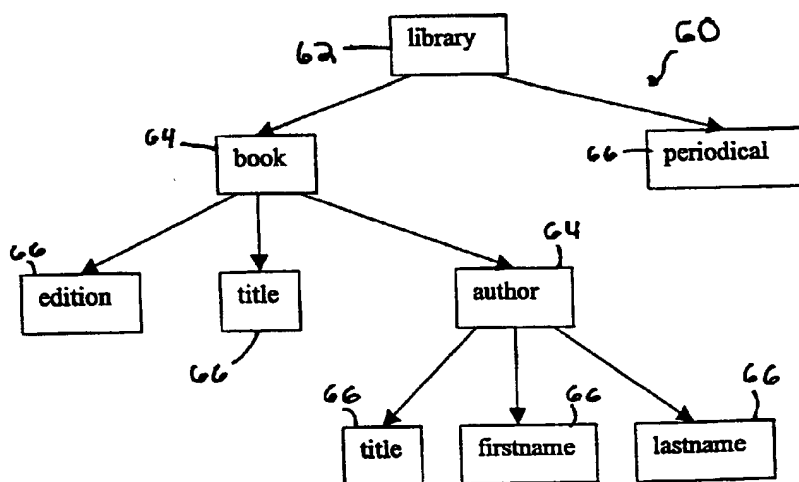 62
library
60
64
book
66
periodical
66
edition
title
66
64
author
66
title
66
firstname
66
lastname